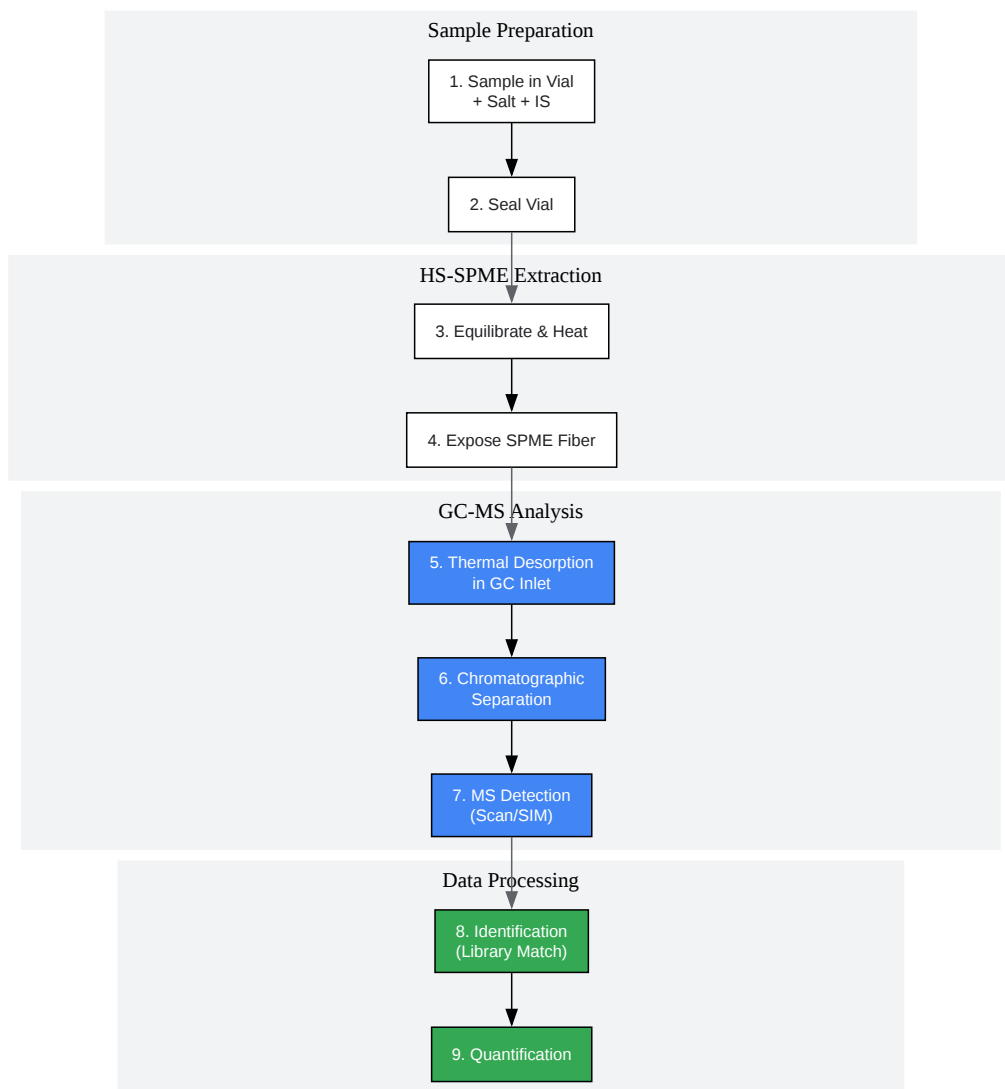 Sample Preparation
1. Sample in Vial
+ Salt + IS
2. Seal Vial
HS-SPME Extraction
3. Equilibrate & Heat
4. Expose SPME Fiber
GC-MS Analysis
5. Thermal Desorption
in GC Inlet
6. Chromatographic
Separation
7. MS Detection
(Scan/SIM)
Data Processing
8. Identification
(Library Match)
9. Quantification